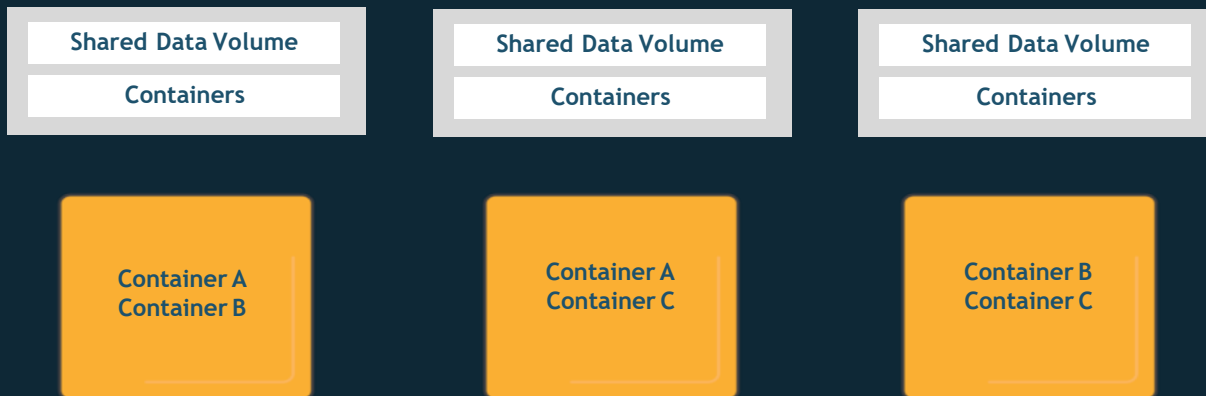 Shared Data Volume
Containers
Shared Data Volume
Containers
Shared Data Volume
Containers
Container A
Container B
Container A
Container C
Container B
Container C